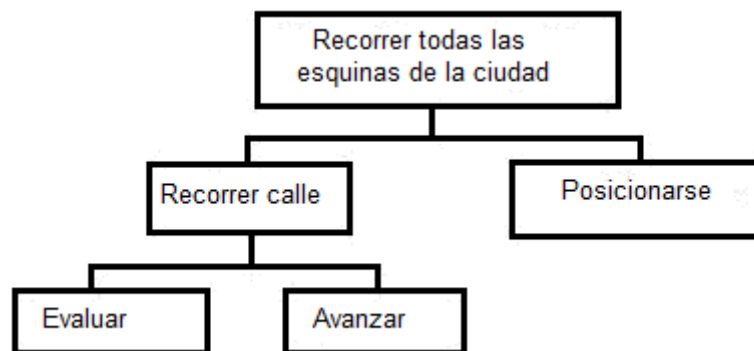 Recorrer todas las
esquinas de la ciudad
Recorrer calle
Posicionarse
Evaluar
Avanzar